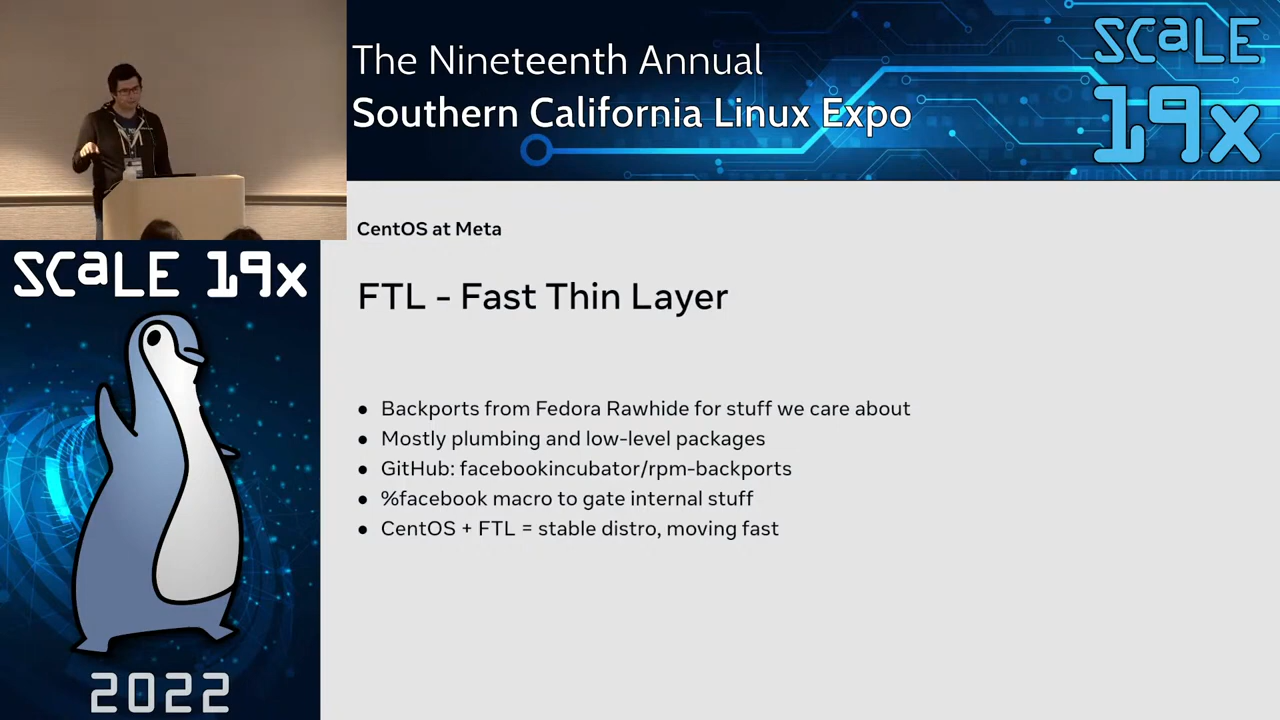 The Nineteenth Annual
Southern California Linux Expo
SCaLE
19x
CentOS at Meta
FTL - Fast Thin Layer
• Backports from Fedora Rawhide for stuff we care about
• Mostly plumbing and low-level packages
• GitHub: facebookincubator/rpm-backports
• %facebook macro to gate internal stuff
• CentOS + FTL = stable distro, moving fast
SCaLE 19x
2022